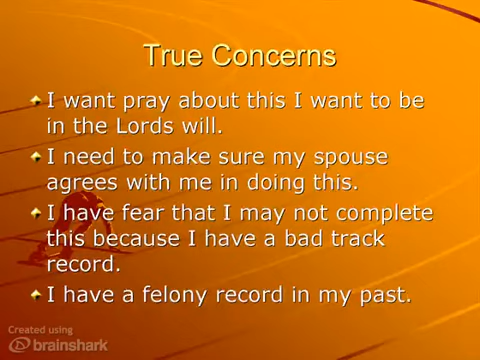 True Concerns
I want pray about this I want to be
in the Lords will.
I need to make sure my spouse
agrees with me in doing this.
I have fear that I may not complete
this because I have a bad track
record.
I have a felony record in my past.
Created using
brainshark